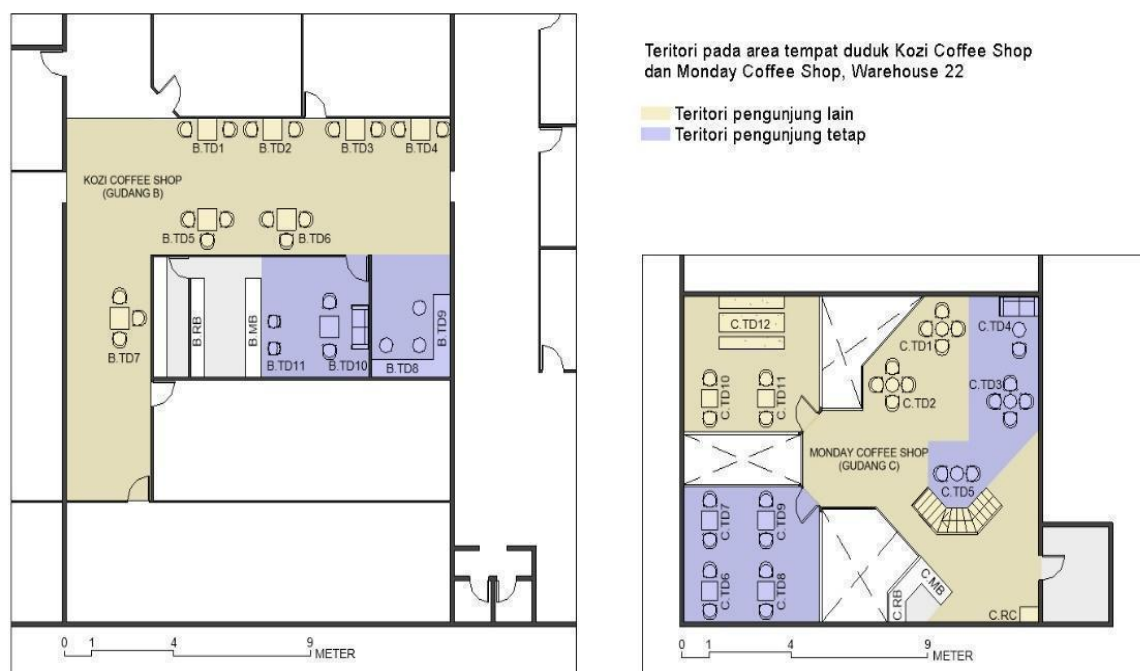 Teritori pada area tempat duduk Kozi Coffee Shop
dan Monday Coffee Shop, Warehouse 22
Teritori pengunjung lain
Teritori pengunjung tetap
B.TD1
B.TD2
B.TD3
B.TD4
KOZI COFFEE SHOP
(GUDANG B)
B.TD5
B.TD6
B.TD7
B.RB
B.MB
B.TD11
B.TD10
B.TD8
B.TD9
0 1 4 9
METER
C.TD12
C.TD1
C.TD4
C.TD10
C.TD11
C.TD2
C.TD3
MONDAY COFFEE SHOP
(GUDANG C)
C.TD5
C.TD7
C.TD9
C.TD6
C.TD8
C.RB
C.MB
C.RC
0 1 4 9
METER